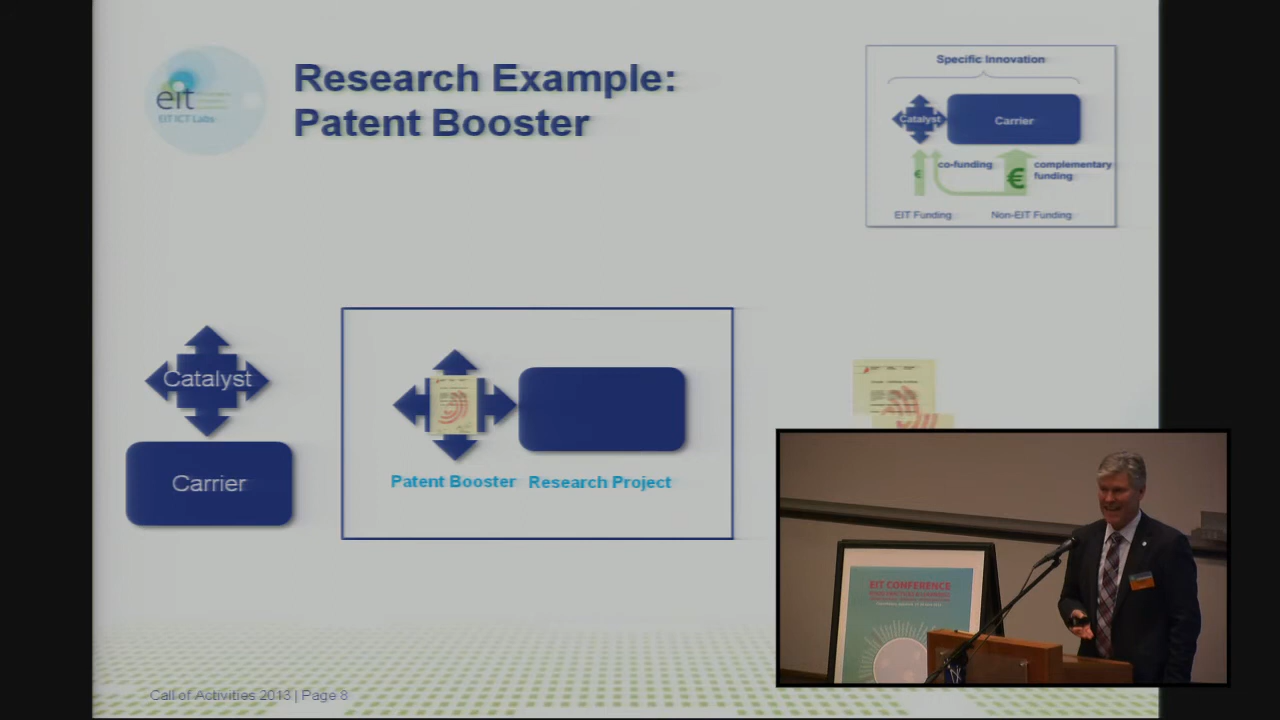 Research Example:
Patent Booster
eit
EIT ICT Labs
Specific Innovation
Catalyst
Carrier
co-funding
complementary
funding
€
€
EIT Funding
Non-EIT Funding
Catalyst
Carrier
Patent Booster
Research Project
EIT CONFERENCE
Call of Activities 2013 | Page 8